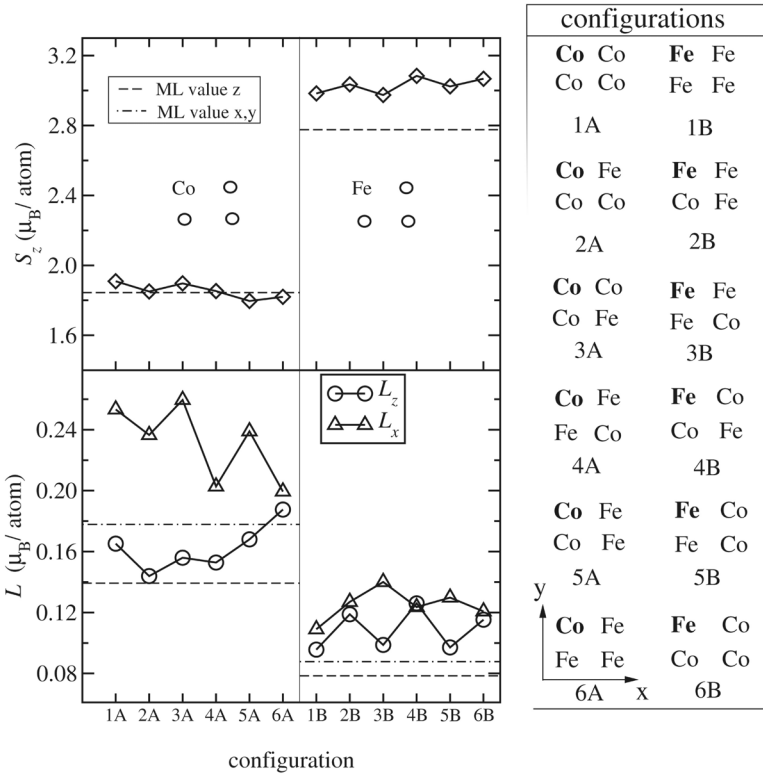 3.2
2.8
2.4
2.0
1.6
S_z (μ_B/ atom)
ML value z
ML value x,y
Co
Fe
0.24
0.20
0.16
0.12
0.08
L (μ_B/ atom)
L_z
L_x
1A 2A 3A 4A 5A 6A 1B 2B 3B 4B 5B 6B
configuration
configurations
Co Co Fe Fe
Co Co Fe Fe
1A 1B
Co Fe Fe Fe
Co Co Co Fe
2A 2B
Co Co Fe Fe
Co Fe Fe Co
3A 3B
Co Fe Fe Co
Fe Co Co Fe
4A 4B
Co Fe Fe Co
Co Fe Fe Co
5A 5B
y
Co Fe Fe Co
Fe Fe Co Co
6A x 6B